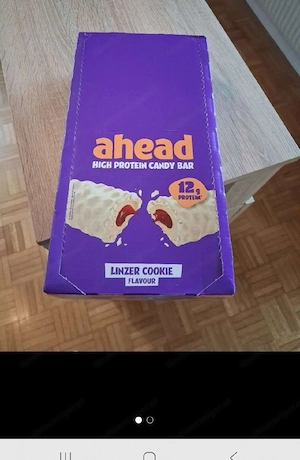 ahead
HIGH PROTEIN CANDY BAR
12g
PROTEIN*
LINZER COOKIE
FLAVOUR